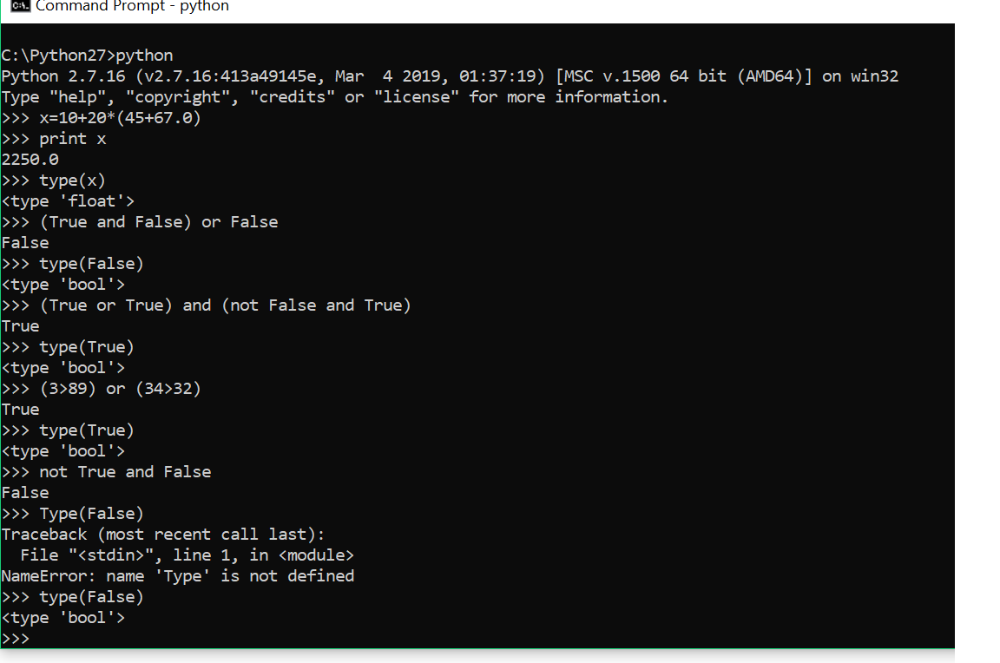 Command Prompt - python
C:\Python27>python
Python 2.7.16 (v2.7.16:413a49145e, Mar  4 2019, 01:37:19) [MSC v.1500 64 bit (AMD64)] on win32
Type "help", "copyright", "credits" or "license" for more information.
>>> x=10+20*(45+67.0)
>>> print x
2250.0
>>> type(x)
<type 'float'>
>>> (True and False) or False
False
>>> type(False)
<type 'bool'>
>>> (True or True) and (not False and True)
True
>>> type(True)
<type 'bool'>
>>> (3>89) or (34>32)
True
>>> type(True)
<type 'bool'>
>>> not True and False
False
>>> Type(False)
Traceback (most recent call last):
  File "<stdin>", line 1, in <module>
NameError: name 'Type' is not defined
>>> type(False)
<type 'bool'>
>>>